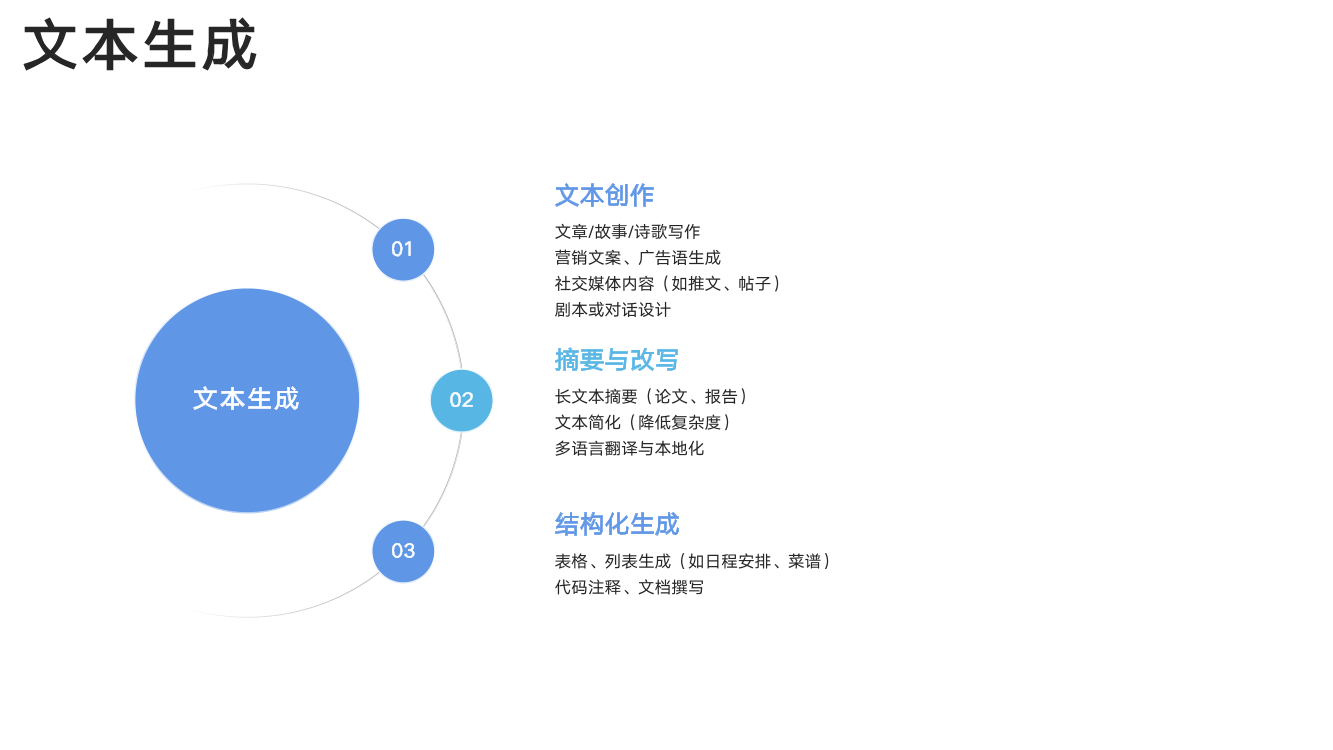 文本生成
文本生成
01
文本创作
文章/故事/诗歌写作
营销文案、广告语生成
社交媒体内容（如推文、帖子）
剧本或对话设计
02
摘要与改写
长文本摘要（论文、报告）
文本简化（降低复杂度）
多语言翻译与本地化
03
结构化生成
表格、列表生成（如日程安排、菜谱）
代码注释、文档撰写